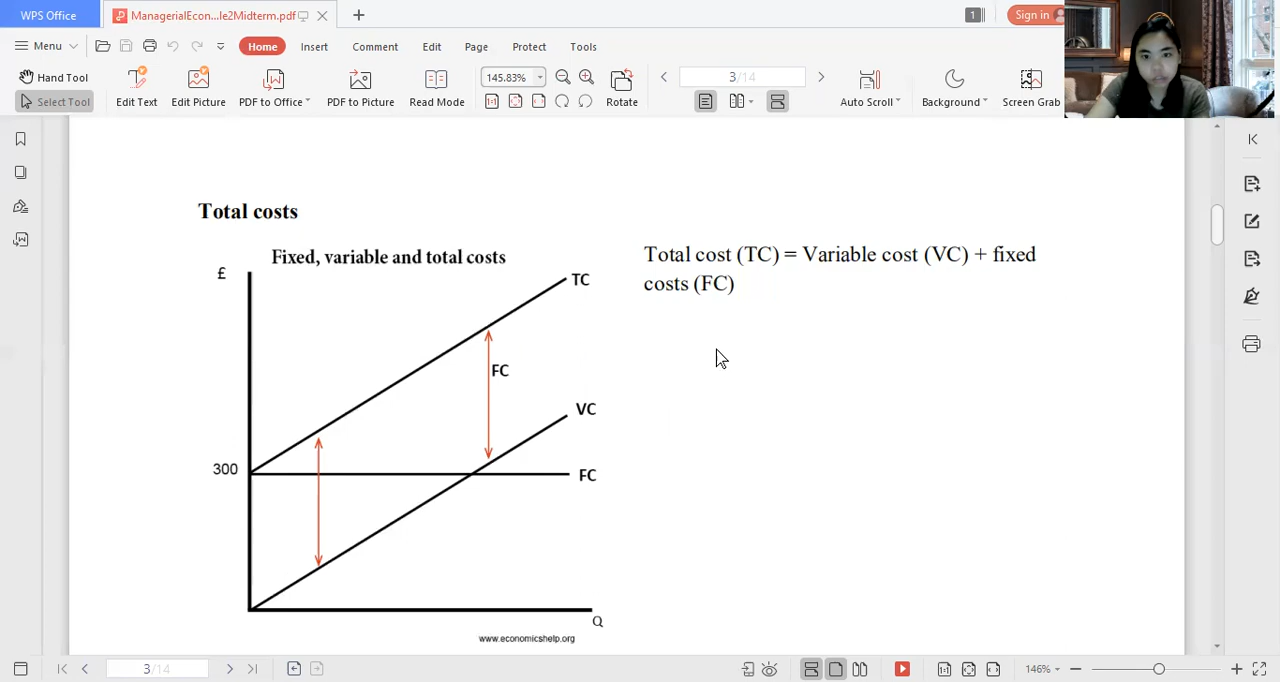 WPS Office
ManagerialEcon...le2Midterm.pdf
1
Sign in
Menu
Home
Insert
Comment
Edit
Page
Protect
Tools
Hand Tool
Select Tool
Edit Text
Edit Picture
PDF to Office
PDF to Picture
Read Mode
145.83%
Rotate
3/14
Auto Scroll
Background
Screen Grab
Total costs
Fixed, variable and total costs
£
TC
FC
VC
300
FC
Q
www.economicshelp.org
Total cost (TC) = Variable cost (VC) + fixed
costs (FC)
3/14
146%